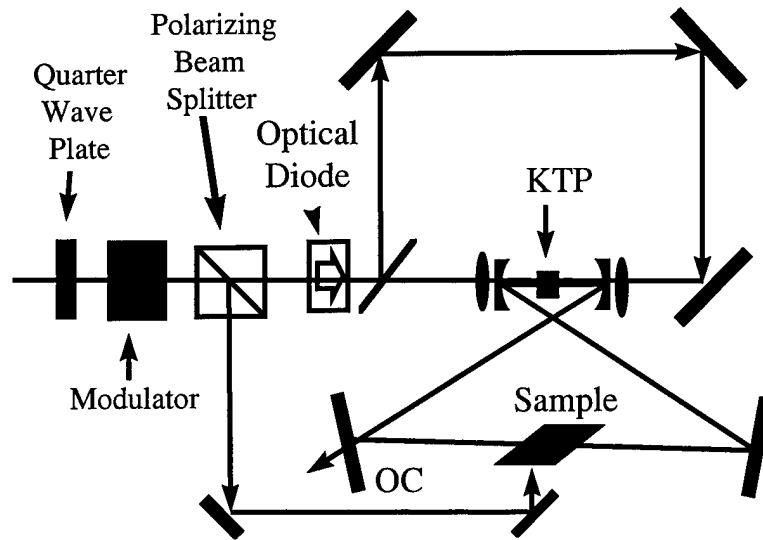 Polarizing
Beam
Splitter
Quarter
Wave
Plate
Optical
Diode
KTP
Modulator
Sample
OC